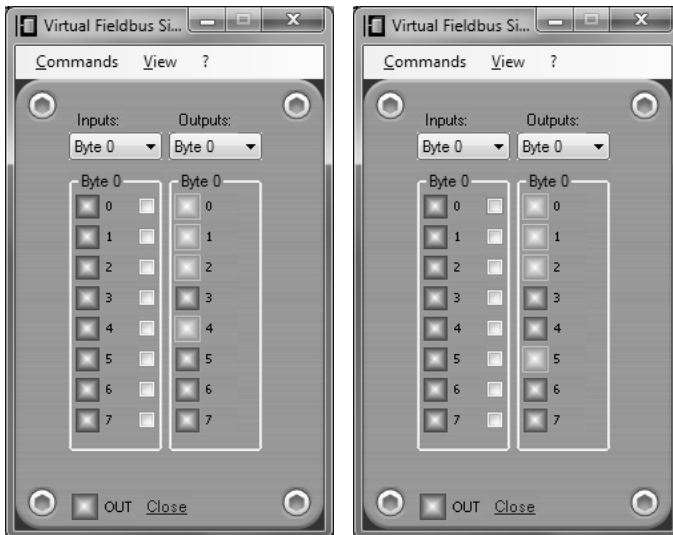 Virtual Fieldbus Si...
Commands View ?
Inputs: Outputs:
Byte 0 Byte 0
Byte 0 Byte 0
0 0
1 1
2 2
3 3
4 4
5 5
6 6
7 7
OUT Close
Virtual Fieldbus Si...
Commands View ?
Inputs: Outputs:
Byte 0 Byte 0
Byte 0 Byte 0
0 0
1 1
2 2
3 3
4 4
5 5
6 6
7 7
OUT Close